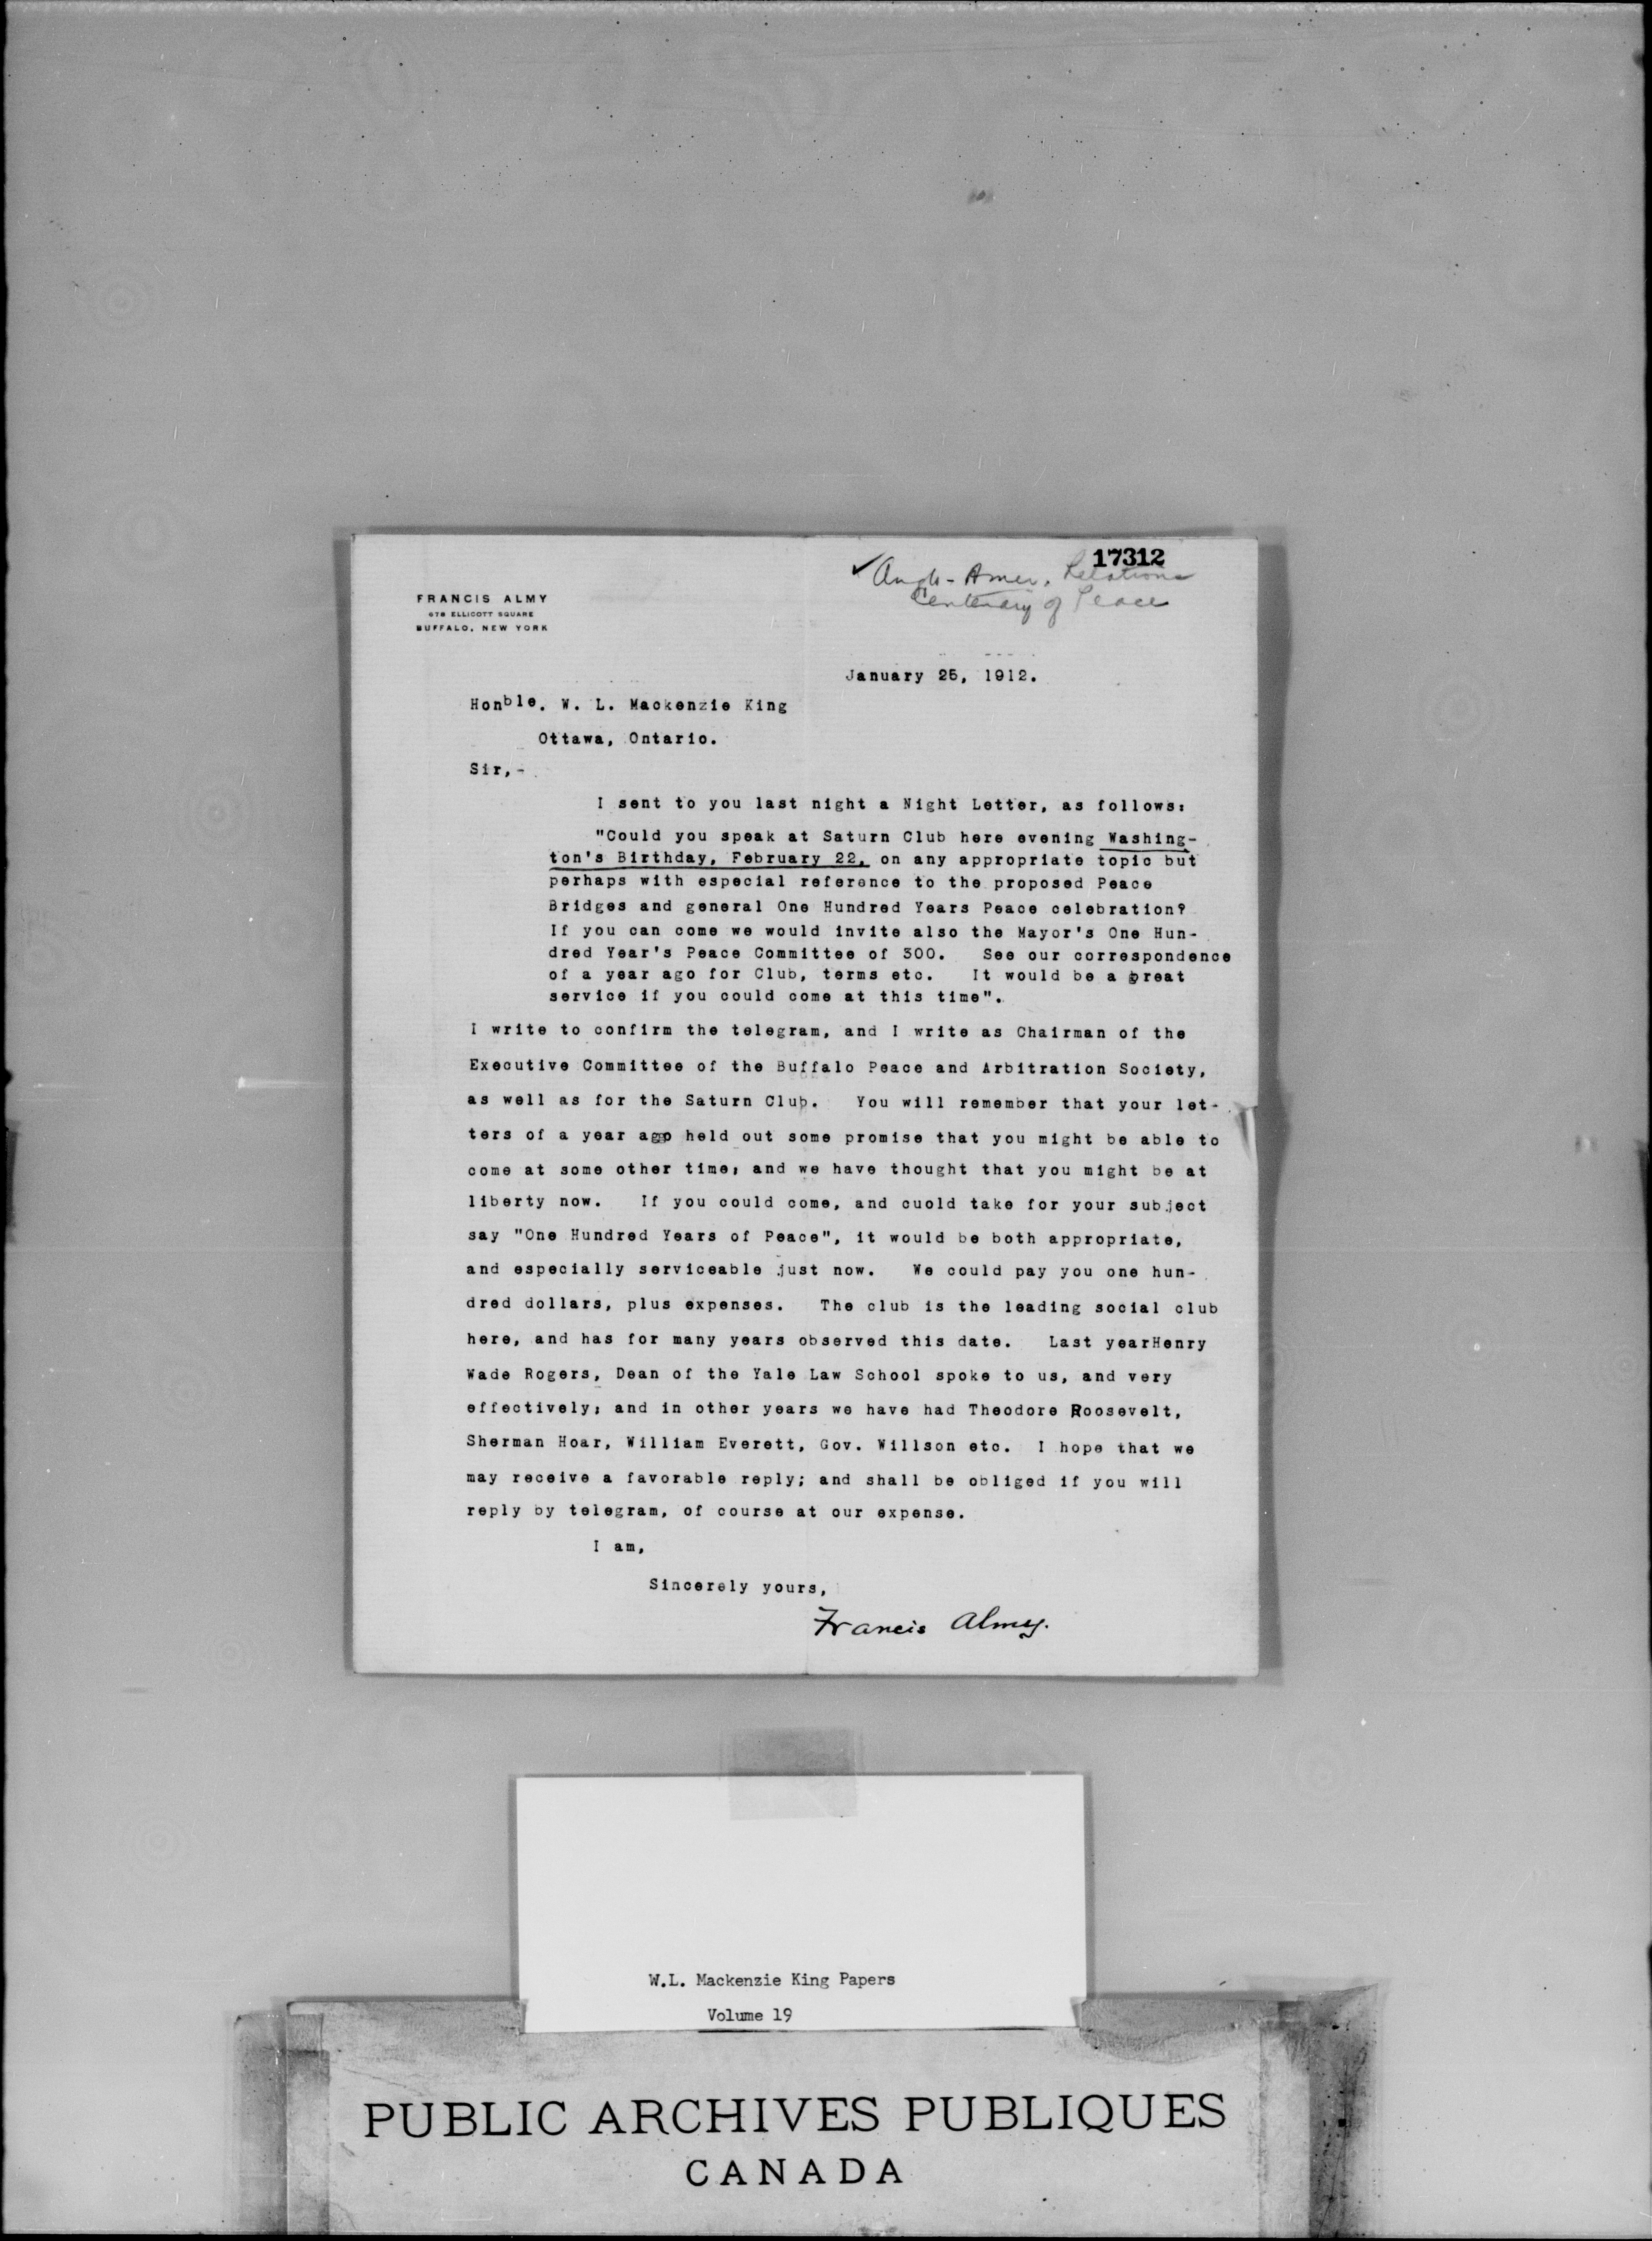 17312
✓ Anglo-Amer. Relations
Centenary of Peace
FRANCIS ALMY
678 ELLICOTT SQUARE
BUFFALO, NEW YORK
January 25, 1912.
Honble. W. L. Mackenzie King
Ottawa, Ontario.
Sir,-
I sent to you last night a Night Letter, as follows:
"Could you speak at Saturn Club here evening Washing-
ton's Birthday, February 22, on any appropriate topic but
perhaps with especial reference to the proposed Peace
Bridges and general One Hundred Years Peace celebration?
If you can come we would invite also the Mayor's One Hun-
dred Year's Peace Committee of 300. See our correspondence
of a year ago for Club, terms etc. It would be a great
service if you could come at this time".
I write to confirm the telegram, and I write as Chairman of the
Executive Committee of the Buffalo Peace and Arbitration Society,
as well as for the Saturn Club. You will remember that your let-
ters of a year ago held out some promise that you might be able to
come at some other time; and we have thought that you might be at
liberty now. If you could come, and cuold take for your subject
say "One Hundred Years of Peace", it would be both appropriate,
and especially serviceable just now. We could pay you one hun-
dred dollars, plus expenses. The club is the leading social club
here, and has for many years observed this date. Last yearHenry
Wade Rogers, Dean of the Yale Law School spoke to us, and very
effectively; and in other years we have had Theodore Roosevelt,
Sherman Hoar, William Everett, Gov. Willson etc. I hope that we
may receive a favorable reply; and shall be obliged if you will
reply by telegram, of course at our expense.
I am,
Sincerely yours,
Francis Almy.
W.L. Mackenzie King Papers
Volume 19
PUBLIC ARCHIVES PUBLIQUES
CANADA